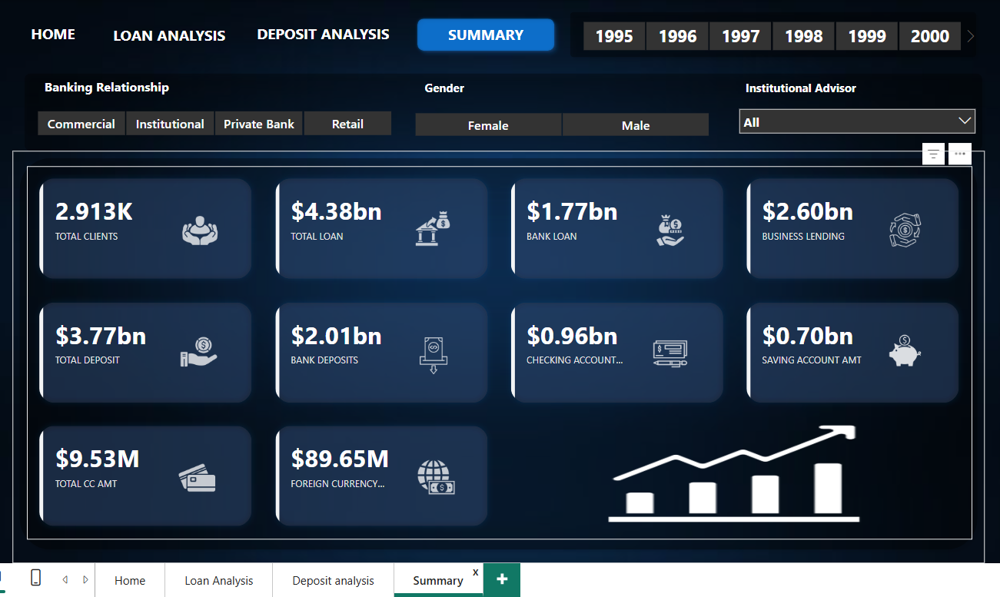 HOME LOAN ANALYSIS DEPOSIT ANALYSIS SUMMARY 1995 1996 1997 1998 1999 2000
Banking Relationship Gender Institutional Advisor
Commercial Institutional Private Bank Retail Female Male All
2.913K $4.38bn $1.77bn $2.60bn
TOTAL CLIENTS TOTAL LOAN BANK LOAN BUSINESS LENDING
$3.77bn $2.01bn $0.96bn $0.70bn
TOTAL DEPOSIT BANK DEPOSITS CHECKING ACCOUNT... SAVING ACCOUNT AMT
$9.53M $89.65M
TOTAL CC AMT FOREIGN CURRENCY...
Home Loan Analysis Deposit analysis Summary x +